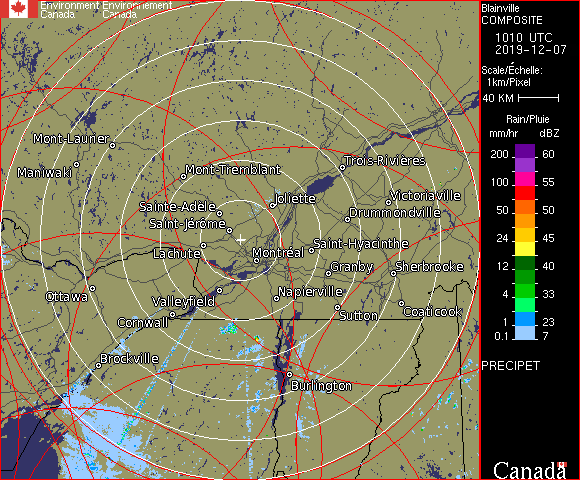 Environment Environnement
Canada Canada
Blainville
COMPOSITE
1010 UTC
2019-12-07
Scale/Échelle:
1km/Pixel
40 KM
Rain/Pluie
mm/hr dBZ
200 60
100 55
50 50
24 45
12 40
4 33
1 23
0.1 7
PRECIPET
Canada
Mont-Laurier
Maniwaki
Mont-Tremblant
Trois-Rivières
Joliette
Victoriaville
Sainte-Adèle
Drummondville
Saint-Jérôme
Lachute
Montréal
Saint-Hyacinthe
Granby
Sherbrooke
Ottawa
Valleyfield
Napierville
Cornwall
Sutton
Coaticook
Brockville
Burlington